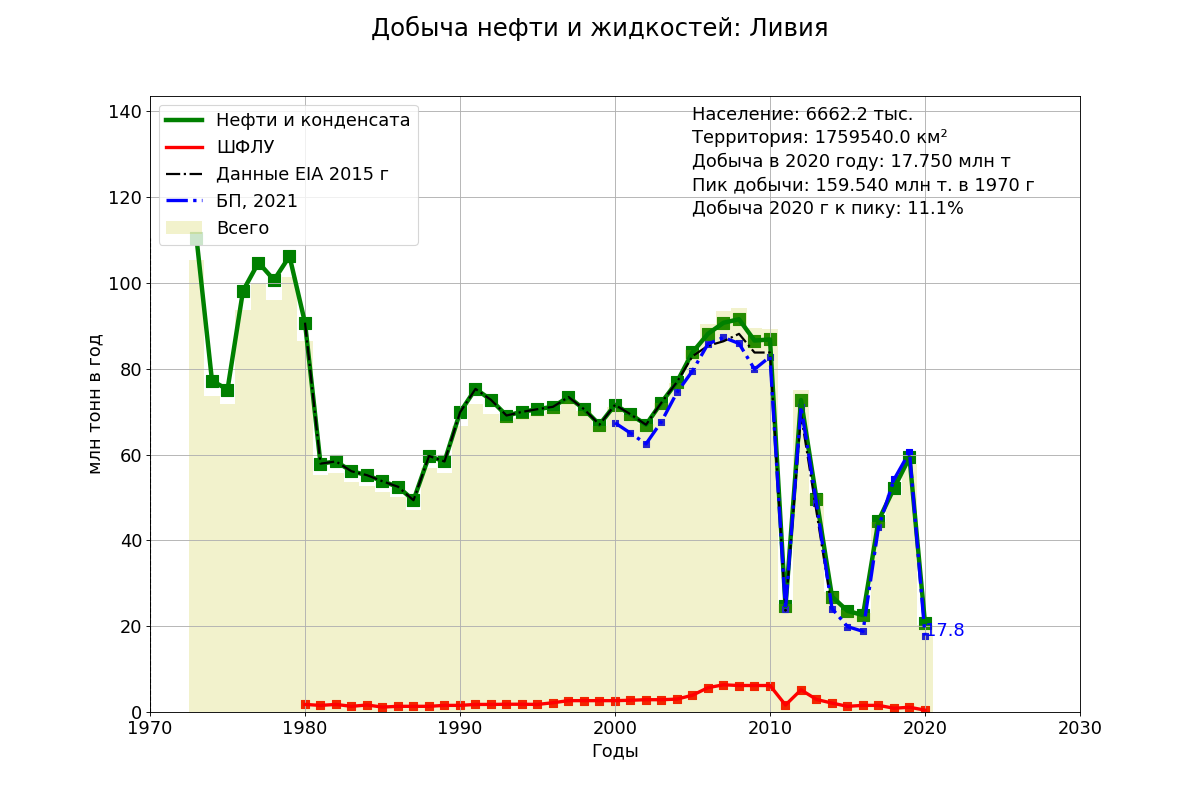 Добыча нефти и жидкостей: Ливия
Нефти и конденсата
ШФЛУ
Данные EIA 2015 г
БП, 2021
Всего
Население: 6662.2 тыс.
Территория: 1759540.0 км²
Добыча в 2020 году: 17.750 млн т
Пик добычи: 159.540 млн т. в 1970 г
Добыча 2020 г к пику: 11.1%
млн тонн в год
140
120
100
80
60
40
20
0
17.8
1970 1980 1990 2000 2010 2020 2030
Годы